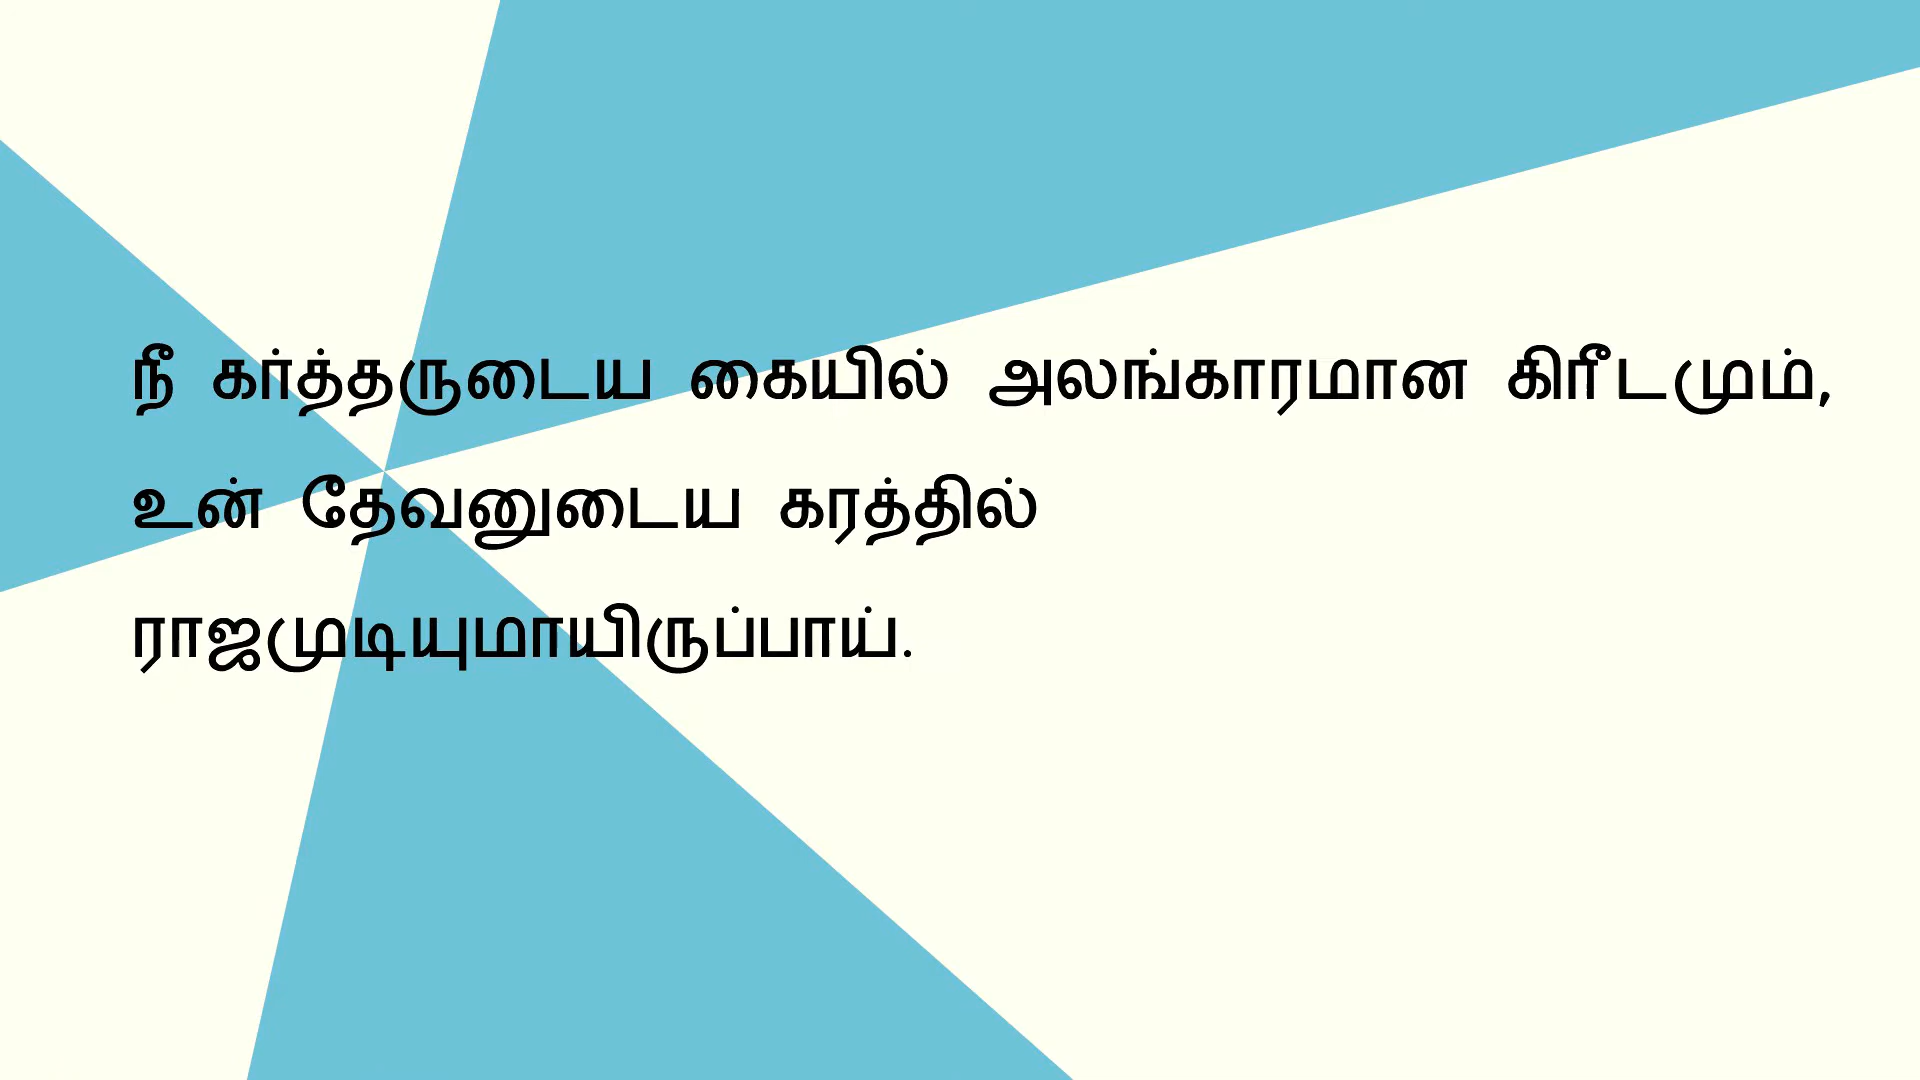 நீ கர்த்தருடைய கையில் அலங்காரமான கிரீடமும்,
உன் தேவனுடைய கரத்தில்
ராஜமுடியுமாயிருப்பாய்.